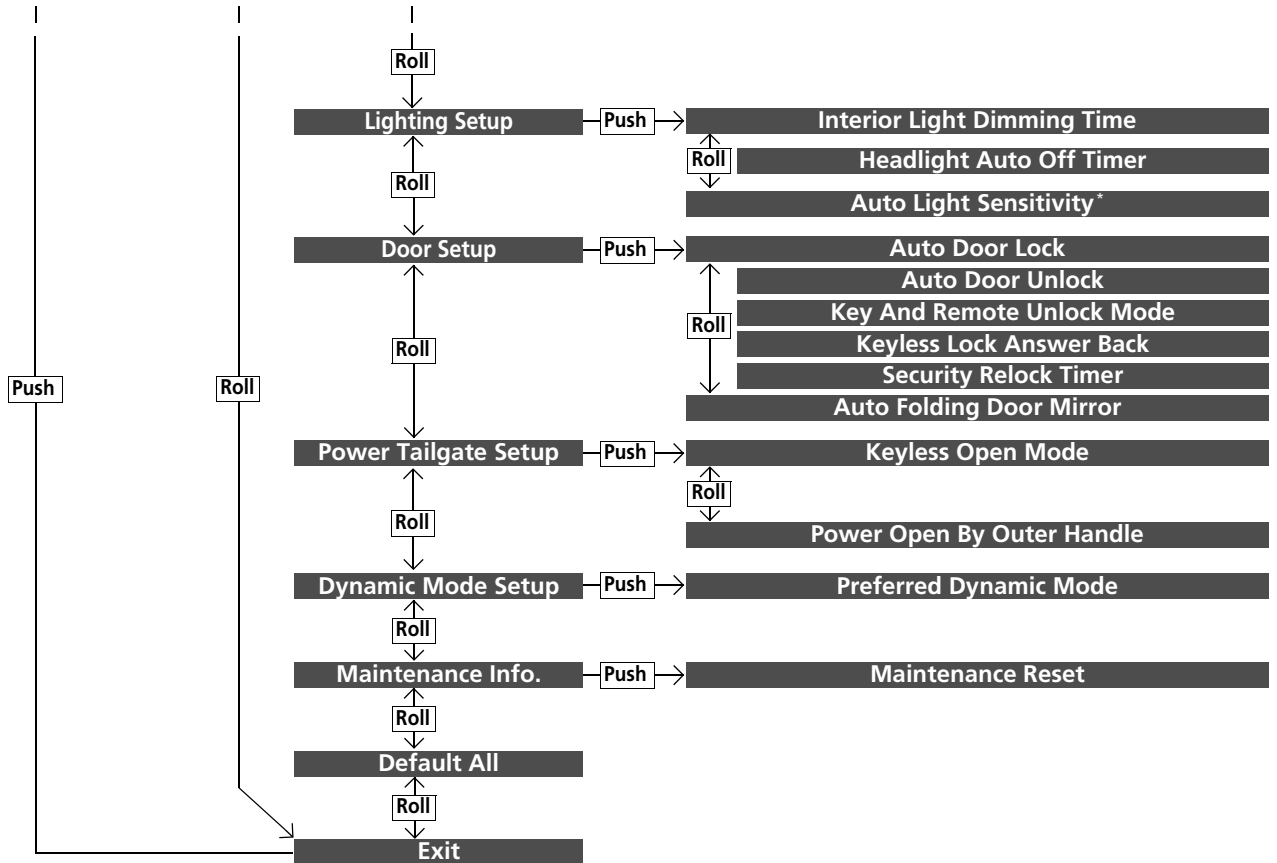 Roll
Lighting Setup Push Interior Light Dimming Time
Roll Roll Headlight Auto Off Timer
Auto Light Sensitivity*
Door Setup Push Auto Door Lock
Auto Door Unlock
Roll Key And Remote Unlock Mode
Roll Keyless Lock Answer Back
Push Roll Security Relock Timer
Auto Folding Door Mirror
Power Tailgate Setup Push Keyless Open Mode
Roll
Roll Power Open By Outer Handle
Dynamic Mode Setup Push Preferred Dynamic Mode
Roll
Maintenance Info. Push Maintenance Reset
Roll
Default All
Roll
Exit